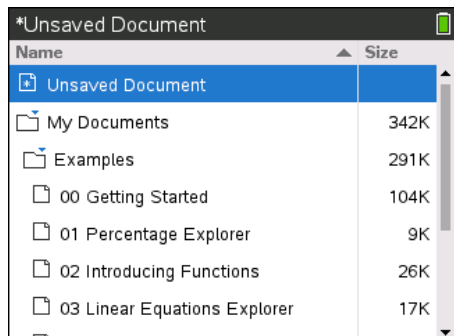 *Unsaved Document
Name Size
Unsaved Document
My Documents 342K
Examples 291K
00 Getting Started 104K
01 Percentage Explorer 9K
02 Introducing Functions 26K
03 Linear Equations Explorer 17K